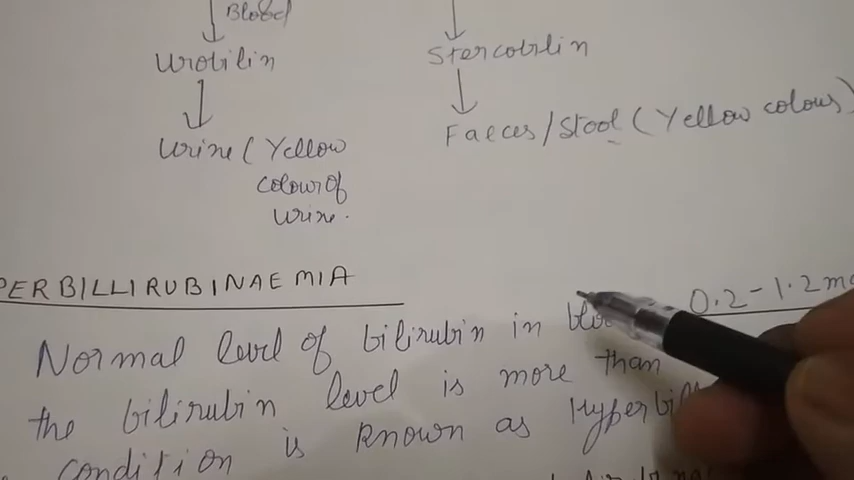 Blood
Urobilin Stercobilin
Urine ( Yellow Faeces/Stool ( Yellow colour)
colour of
urine.
PERBILLIRUBINAEMIA
Normal level of bilirubin in 0.2-1.2 m
the bilirubin level is more than
condition is known as Hyperbil